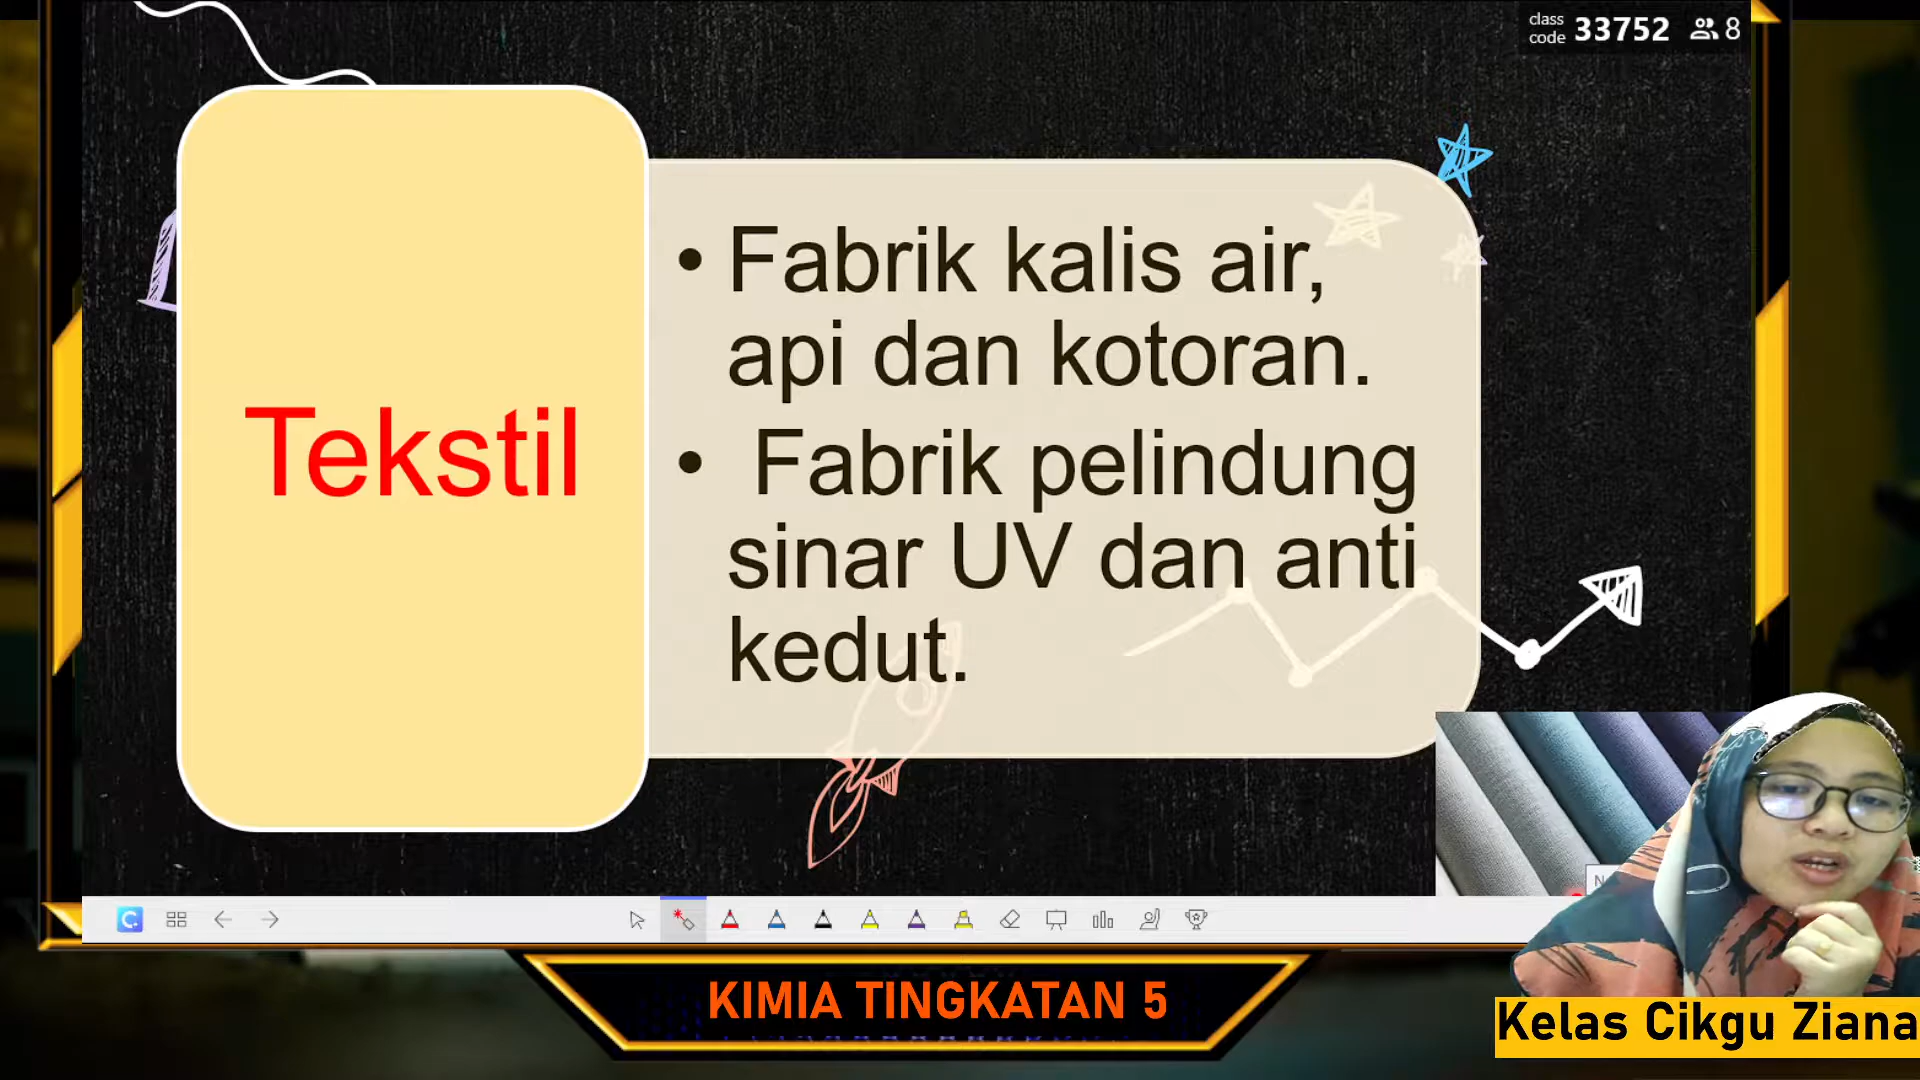 class
code 33752 8
Tekstil
• Fabrik kalis air,
api dan kotoran.
• Fabrik pelindung
sinar UV dan anti
kedut.
KIMIA TINGKATAN 5
Kelas Cikgu Ziana